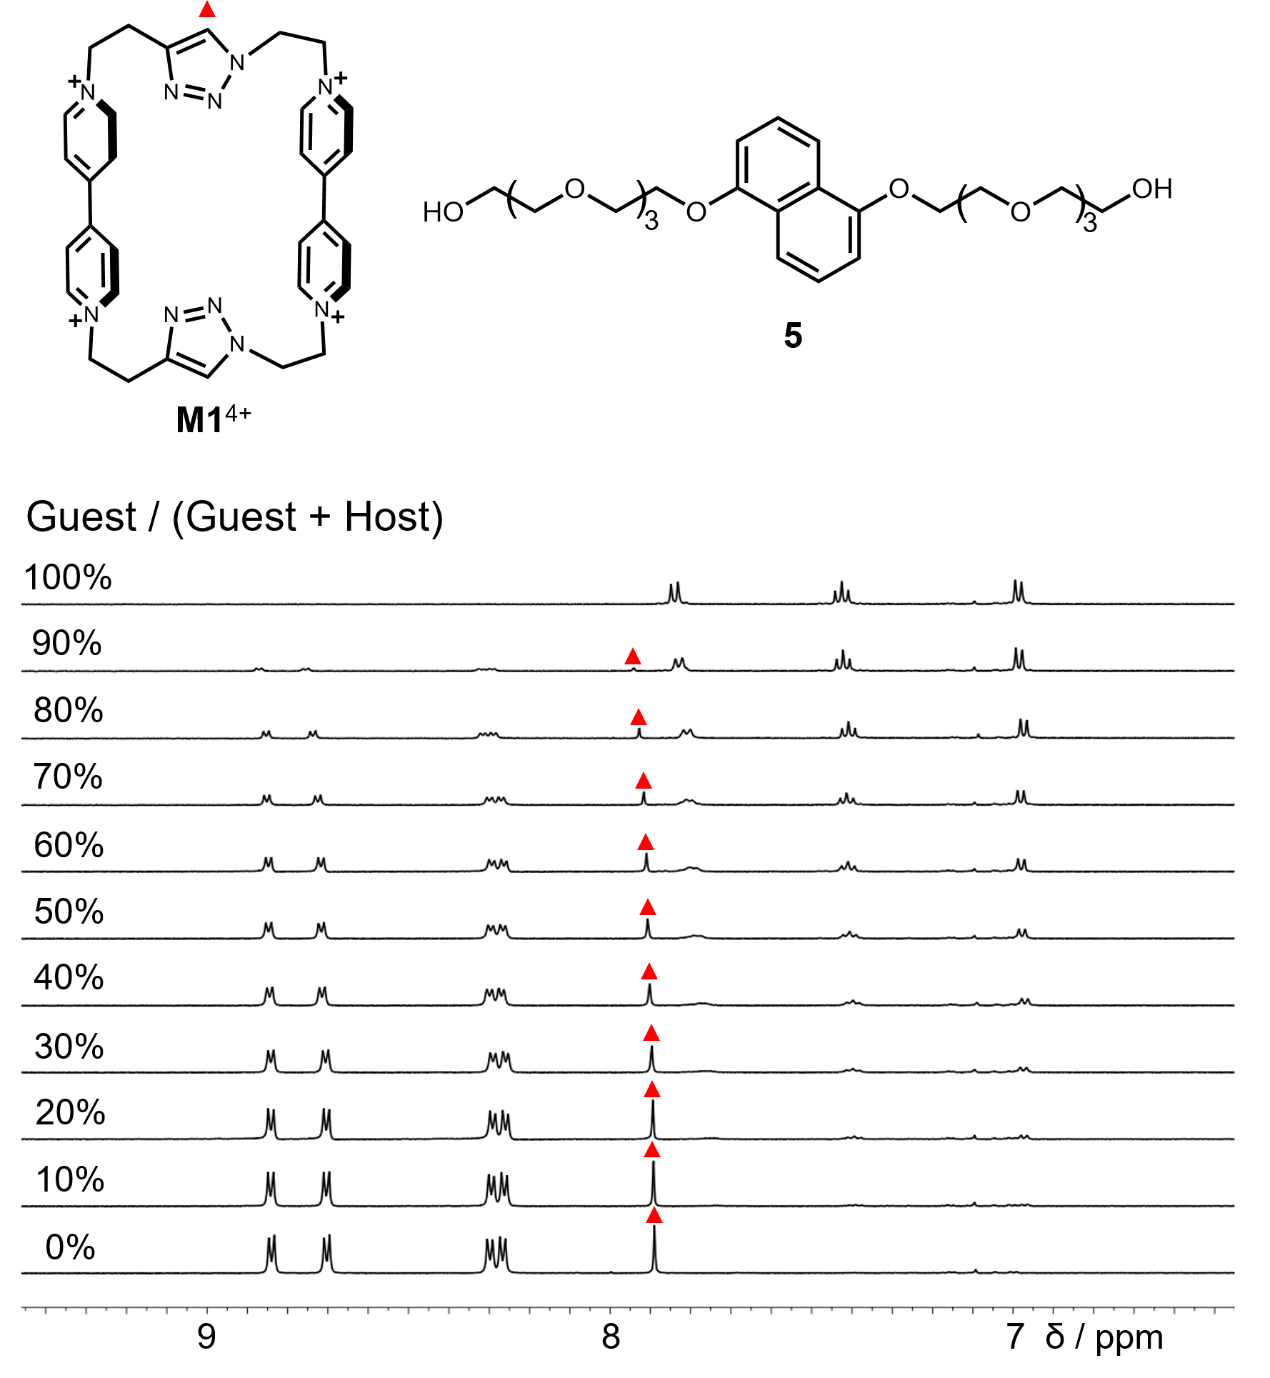 + N
N
N N
N +
+ N
N N
N
N +
M1⁴⁺
HO
O
3
O
O
O
3
OH
5
Guest / (Guest + Host)
100%
90%
80%
70%
60%
50%
40%
30%
20%
10%
0%
9 8 7 δ / ppm